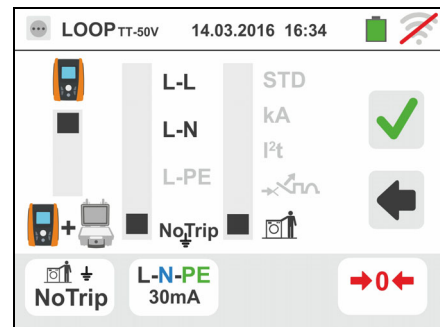 LOOP TT-50V 14.03.2016 16:34
L-L STD
L-N kA
I²t
L-PE
NoTrip
+
NoTrip
L-N-PE
30mA
→0←